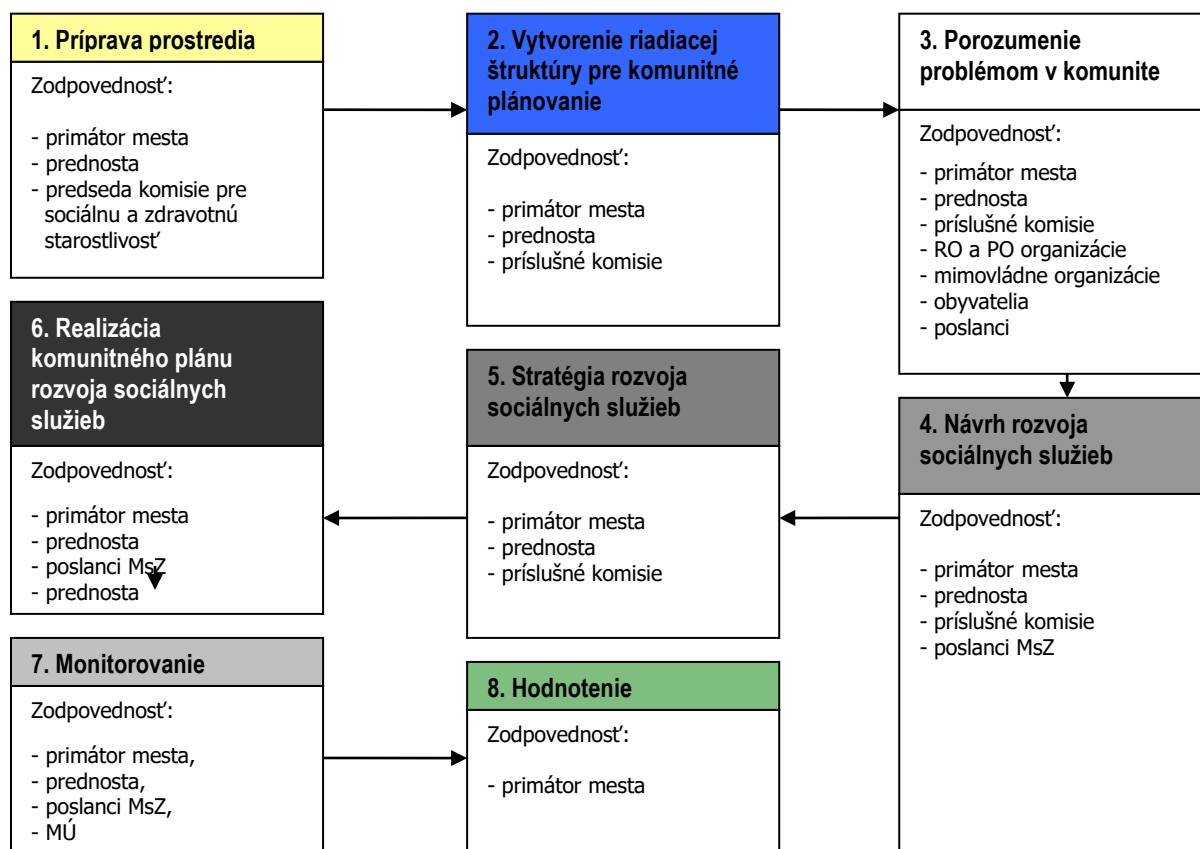 1. Príprava prostredia
Zodpovednosť:
- primátor mesta
- prednosta
- predseda komisie pre
sociálnu a zdravotnú
starostlivosť
2. Vytvorenie riadiacej
štruktúry pre komunitné
plánovanie
Zodpovednosť:
- primátor mesta
- prednosta
- príslušné komisie
3. Porozumenie
problémom v komunite
Zodpovednosť:
- primátor mesta
- prednosta
- príslušné komisie
- RO a PO organizácie
- mimovládne organizácie
- obyvatelia
- poslanci
4. Návrh rozvoja
sociálnych služieb
Zodpovednosť:
- primátor mesta
- prednosta
- príslušné komisie
- poslanci MsZ
5. Stratégia rozvoja
sociálnych služieb
Zodpovednosť:
- primátor mesta
- prednosta
- príslušné komisie
6. Realizácia
komunitného plánu
rozvoja sociálnych
služieb
Zodpovednosť:
- primátor mesta
- prednosta
- poslanci MsZ
- prednosta
7. Monitorovanie
Zodpovednosť:
- primátor mesta,
- prednosta,
- poslanci MsZ,
- MÚ
8. Hodnotenie
Zodpovednosť:
- primátor mesta